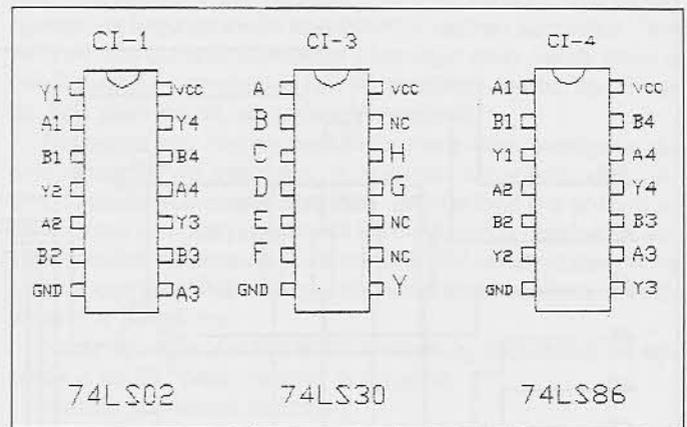 CI-1 CI-3 CI-4
Y1 VCC A VCC A1 VCC
A1 Y4 B NC B1 B4
B1 B4 C H Y1 A4
Y2 A4 D G A2 Y4
A2 Y3 E NC B2 B3
B2 B3 F NC Y2 A3
GND A3 GND Y GND Y3
74LS02 74LS30 74LS86